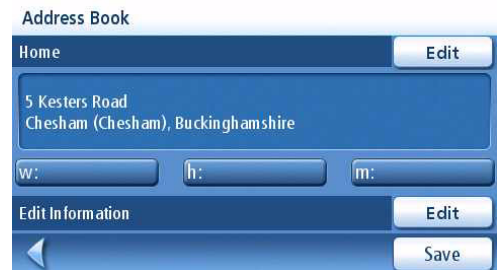 Address Book
Home Edit
5 Kesters Road
Chesham (Chesham), Buckinghamshire
w: h: m:
Edit Information Edit
Save